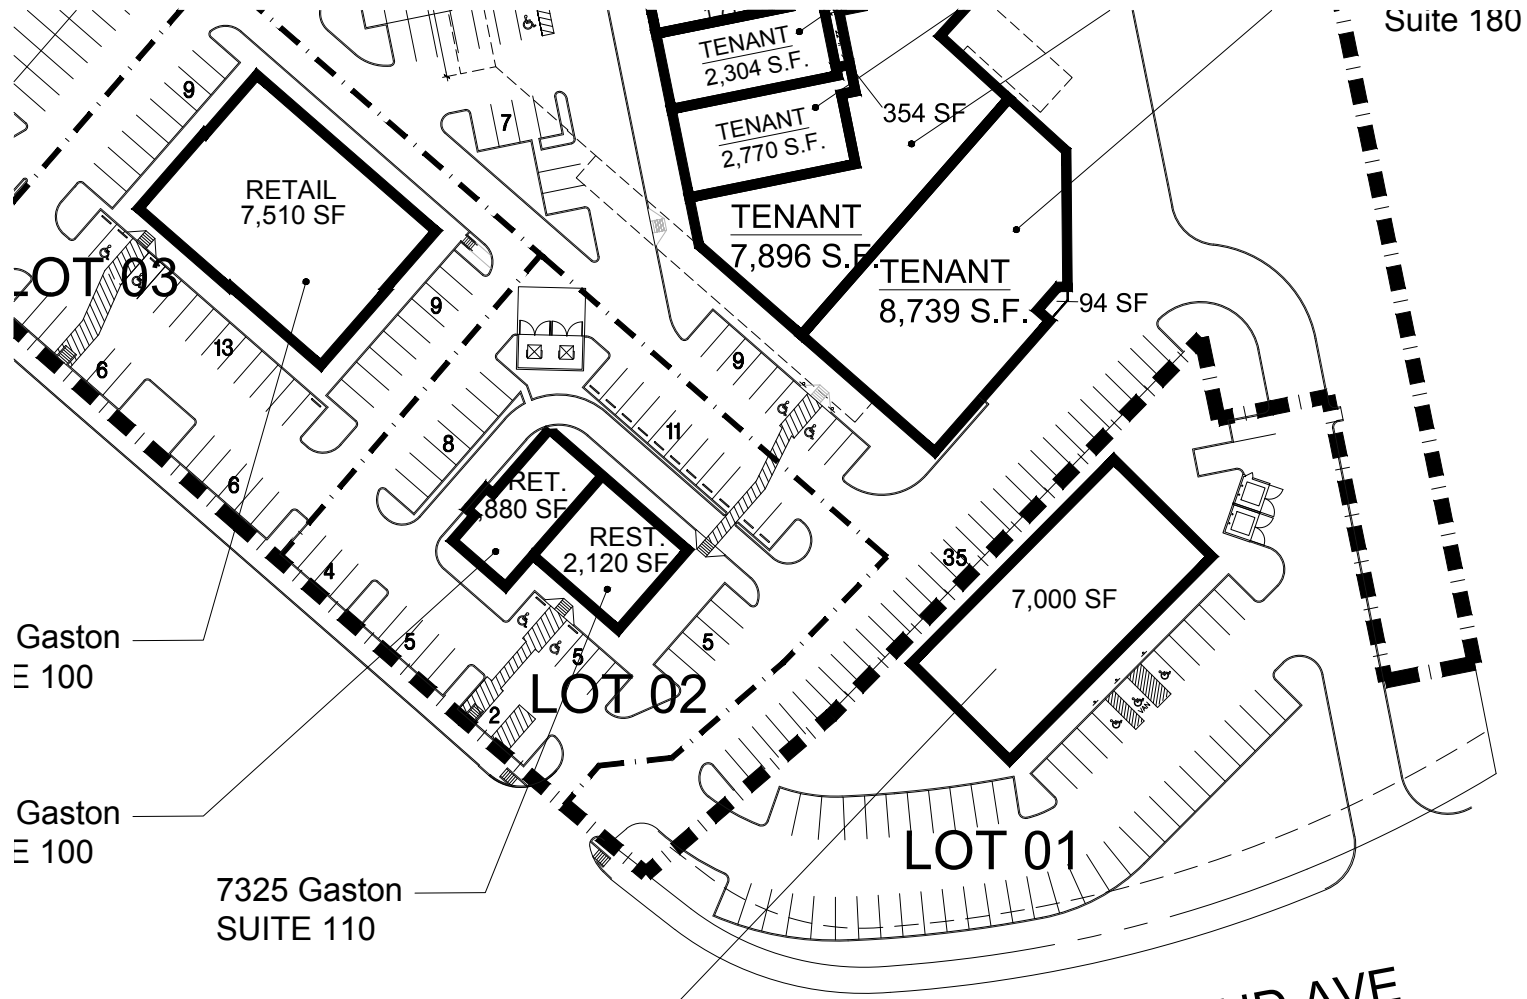 Suite 180
TENANT
2,304 S.F.
9
7
TENANT
2,770 S.F.
354 SF
RETAIL
7,510 SF
TENANT
7,896 S.F.
TENANT
8,739 S.F.
94 SF
LOT 03
9
13
9
6
11
8
6
RET.
,880 SF
REST.
2,120 SF
35
4
7,000 SF
5
5
5
Gaston
E 100
LOT 02
2
VAN
Gaston
E 100
LOT 01
7325 Gaston
SUITE 110
AVE